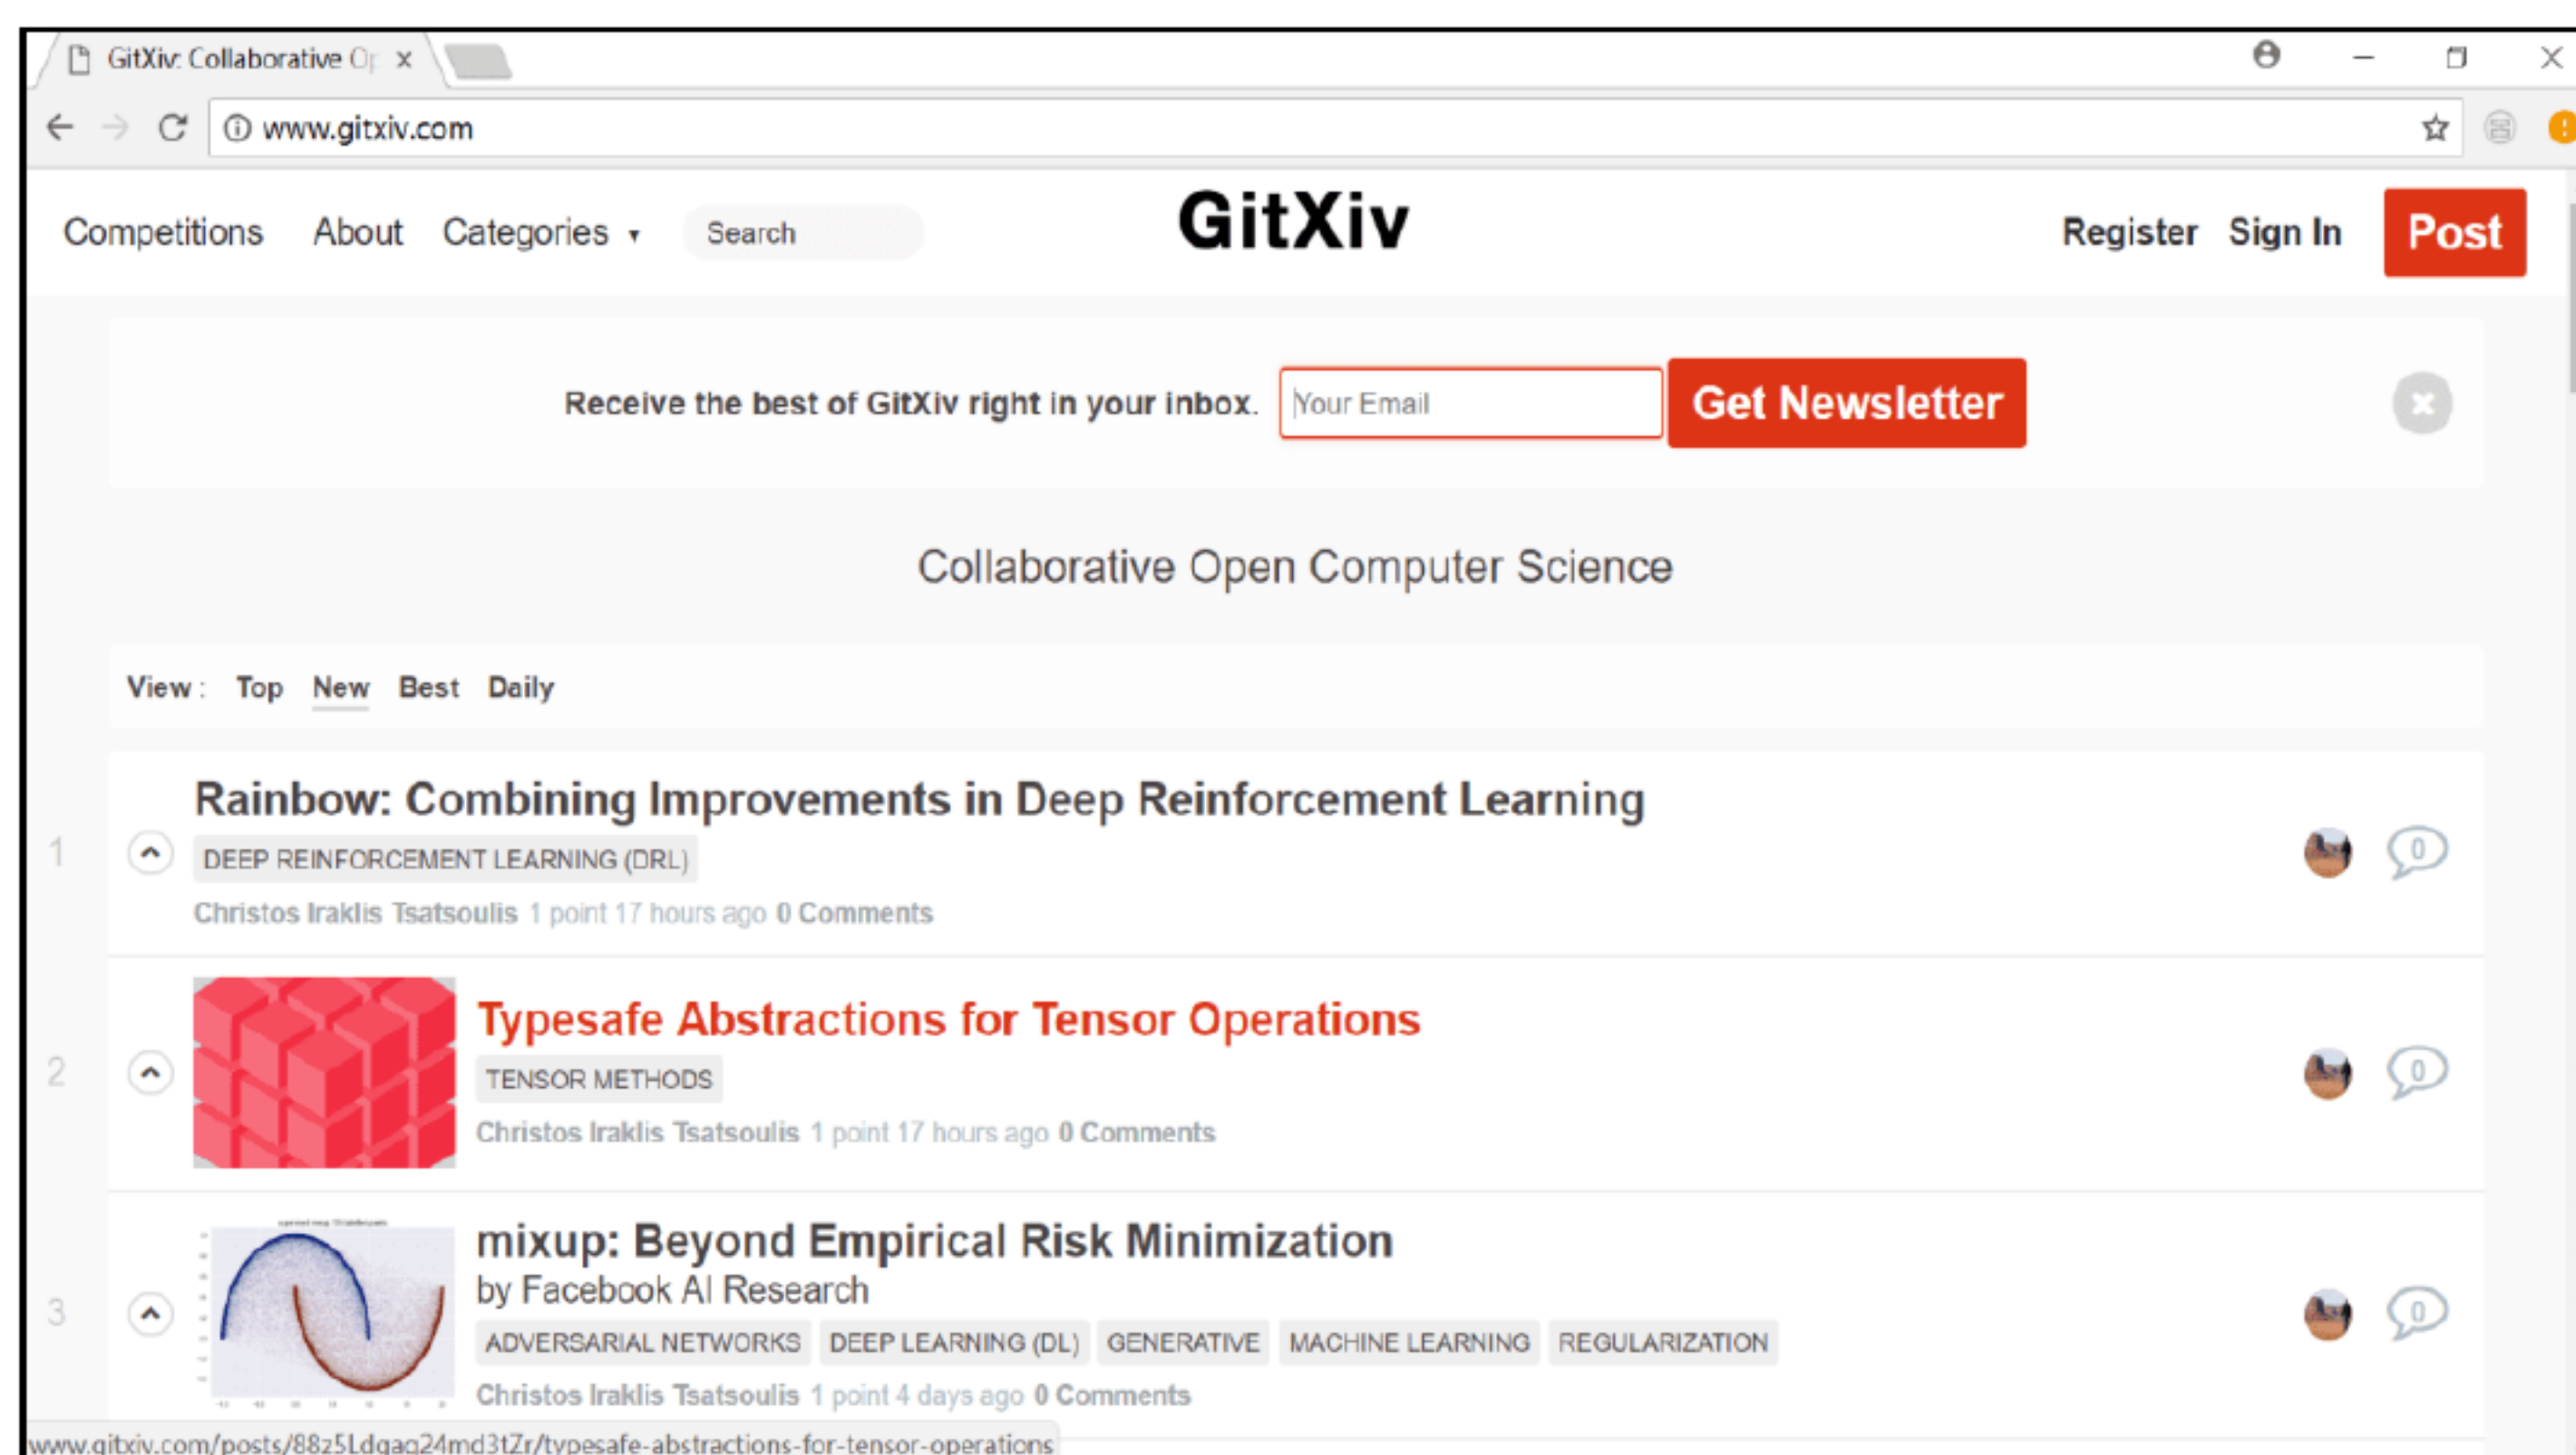 GitXiv: Collaborative Op
www.gitxiv.com
Competitions About Categories Search GitXiv Register Sign In Post
Receive the best of GitXiv right in your inbox. Your Email Get Newsletter
Collaborative Open Computer Science
View : Top New Best Daily
Rainbow: Combining Improvements in Deep Reinforcement Learning
1 DEEP REINFORCEMENT LEARNING (DRL) 0
Christos Iraklis Tsatsoulis 1 point 17 hours ago 0 Comments
Typesafe Abstractions for Tensor Operations
2 TENSOR METHODS 0
Christos Iraklis Tsatsoulis 1 point 17 hours ago 0 Comments
mixup: Beyond Empirical Risk Minimization
by Facebook AI Research
3 ADVERSARIAL NETWORKS DEEP LEARNING (DL) GENERATIVE MACHINE LEARNING REGULARIZATION 0
Christos Iraklis Tsatsoulis 1 point 4 days ago 0 Comments
www.gitxiv.com/posts/88z5Ldgag24md3tZr/typesafe-abstractions-for-tensor-operations